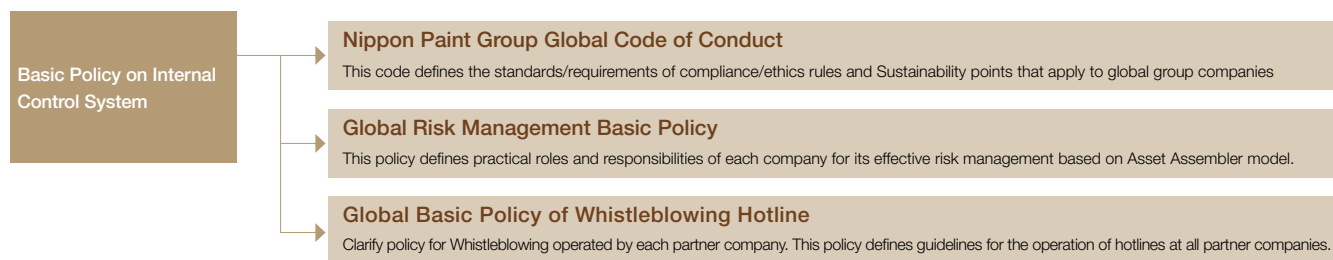 Basic Policy on Internal
Control System
Nippon Paint Group Global Code of Conduct
This code defines the standards/requirements of compliance/ethics rules and Sustainability points that apply to global group companies
Global Risk Management Basic Policy
This policy defines practical roles and responsibilities of each company for its effective risk management based on Asset Assembler model.
Global Basic Policy of Whistleblowing Hotline
Clarify policy for Whistleblowing operated by each partner company. This policy defines guidelines for the operation of hotlines at all partner companies.